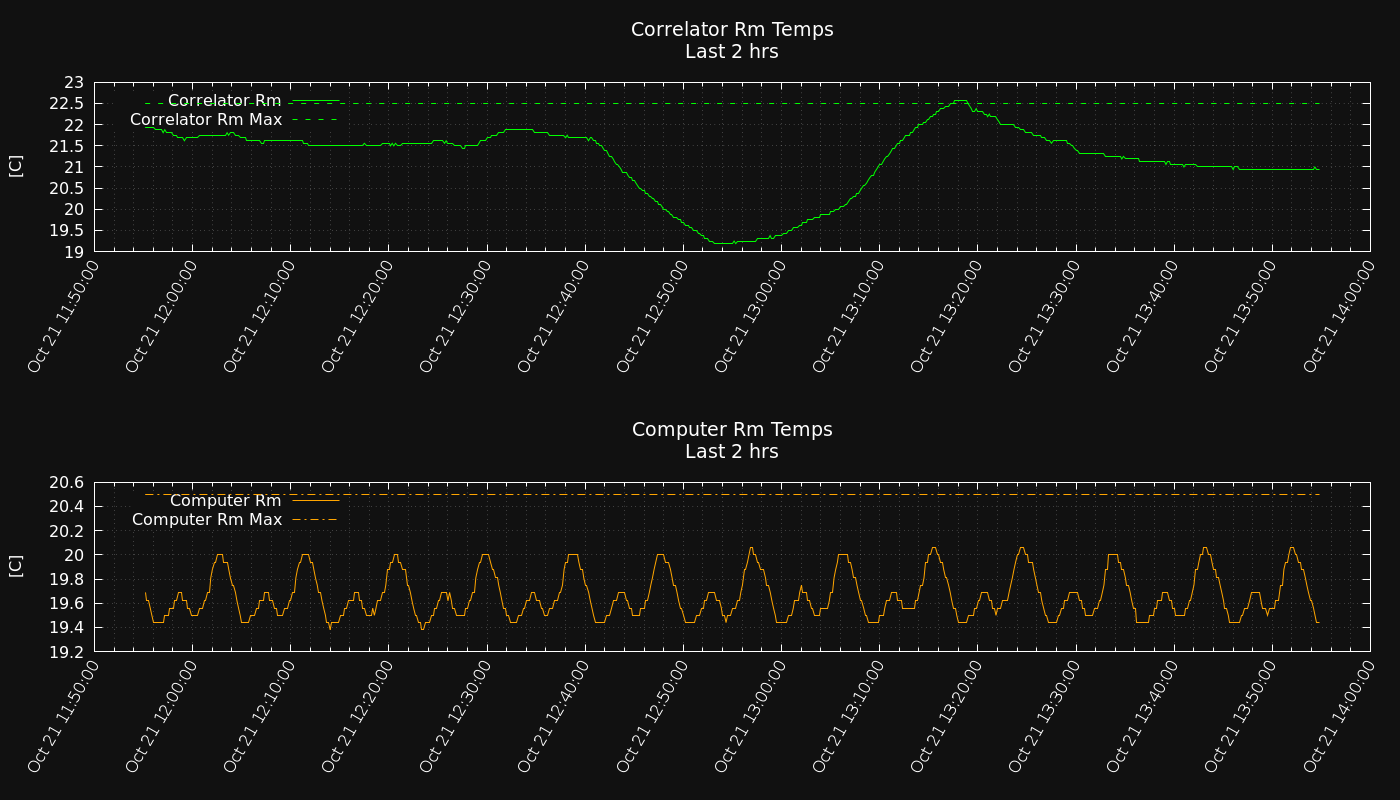 Correlator Rm Temps
Last 2 hrs
23
22.5
22
21.5
21
20.5
20
19.5
19
[C]
Correlator Rm
Correlator Rm Max
Oct 21 11:50:00
Oct 21 12:00:00
Oct 21 12:10:00
Oct 21 12:20:00
Oct 21 12:30:00
Oct 21 12:40:00
Oct 21 12:50:00
Oct 21 13:00:00
Oct 21 13:10:00
Oct 21 13:20:00
Oct 21 13:30:00
Oct 21 13:40:00
Oct 21 13:50:00
Oct 21 14:00:00
Computer Rm Temps
Last 2 hrs
20.6
20.4
20.2
20
19.8
19.6
19.4
19.2
[C]
Computer Rm
Computer Rm Max
Oct 21 11:50:00
Oct 21 12:00:00
Oct 21 12:10:00
Oct 21 12:20:00
Oct 21 12:30:00
Oct 21 12:40:00
Oct 21 12:50:00
Oct 21 13:00:00
Oct 21 13:10:00
Oct 21 13:20:00
Oct 21 13:30:00
Oct 21 13:40:00
Oct 21 13:50:00
Oct 21 14:00:00